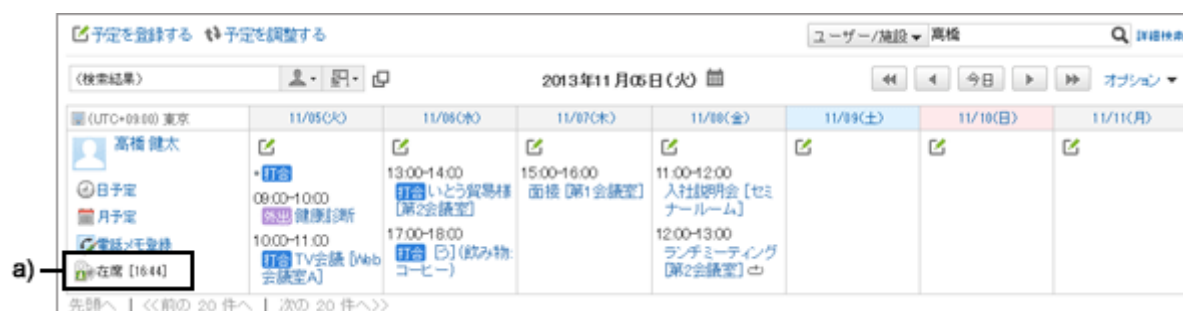 予定を登録する 予定を調整する ユーザー/施設 高橋 詳細検索
(検索結果) 2013年11月05日(火) 今日 オプション
(UTC+09:00) 東京 11/05(火) 11/06(水) 11/07(木) 11/08(金) 11/09(土) 11/10(日) 11/11(月)
高橋 健太
日予定
月予定
電話メモ登録
a) 在席 [16:44]
打合
09:00-10:00
外出 健康診断
10:00-11:00
打合 TV会議 [Web
会議室A]
13:00-14:00
打合 いとう貿易様
[第2会議室]
17:00-18:00
打合 (飲み物:
コーヒー)
15:00-16:00
面接 [第1会議室]
11:00-12:00
入社説明会 [セミ
ナールーム]
12:00-13:00
ランチミーティング
[第2会議室]
先頭へ | <<前の 20 件へ | 次の 20 件へ>>